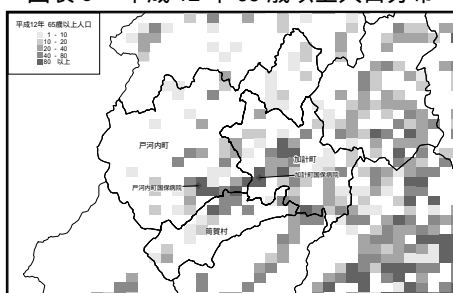 平成12年 65歳以上人口
1 - 10
10 - 20
20 - 40
40 - 80
80 以上
戸河内町
加計町
加計町国保病院
戸河内町国保病院
筒賀村